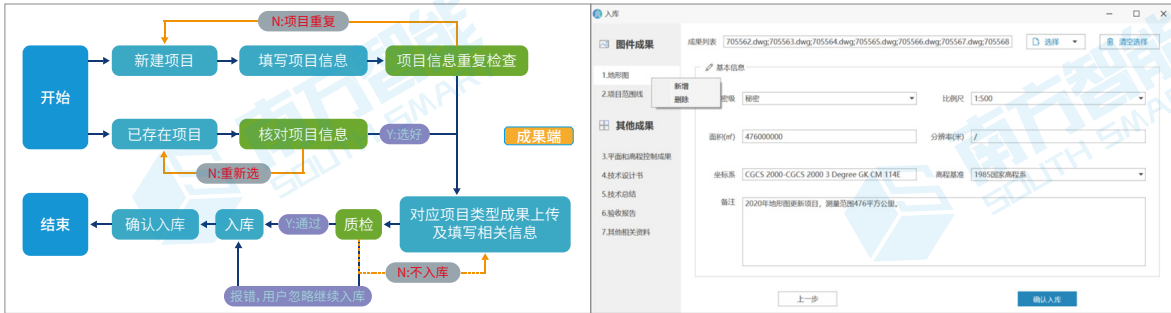 N:项目重复
开始
新建项目
填写项目信息
项目信息重复检查
已存在项目
核对项目信息
Y:选好
成果端
N:重新选
结束
确认入库
入库
Y:通过
质检
对应项目类型成果上传
及填写相关信息
N:不入库
报错,用户忽略继续入库
南方智能
SOUTH SMART
入库
图件成果
成果列表 705562.dwg;705563.dwg;705564.dwg;705565.dwg;705566.dwg;705567.dwg;705568
选择
清空选择
1.地形图
2.项目范围线
新增
删除
基本信息
密级 秘密
比例尺 1:500
其他成果
面积(㎡) 476000000
分辨率(米) /
3.平面和高程控制成果
4.技术设计书
5.技术总结
6.验收报告
7.其他相关资料
坐标系 CGCS 2000-CGCS 2000 3 Degree GK CM 114E
高程基准 1985国家高程系
备注 2020年地形图更新项目，测量范围476平方公里。
上一步
确认入库
南方智能
SOUTH SMA